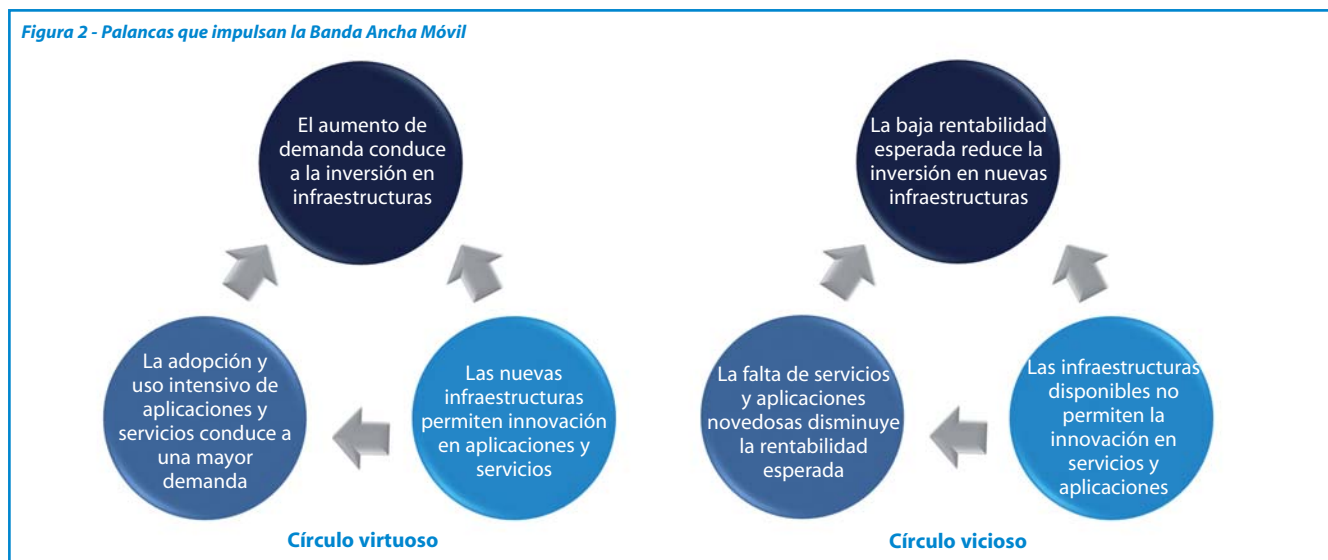 Figura 2 - Palancas que impulsan la Banda Ancha Móvil
El aumento de
demanda conduce
a la inversión en
infraestructuras
La adopción y
uso intensivo de
aplicaciones y
servicios conduce a
una mayor
demanda
Las nuevas
infraestructuras
permiten innovación
en aplicaciones y
servicios
Círculo virtuoso
La baja rentabilidad
esperada reduce la
inversión en nuevas
infraestructuras
La falta de servicios
y aplicaciones
novedosas disminuye
la rentabilidad
esperada
Las infraestructuras
disponibles no
permiten la
innovación en
servicios y
aplicaciones
Círculo vicioso